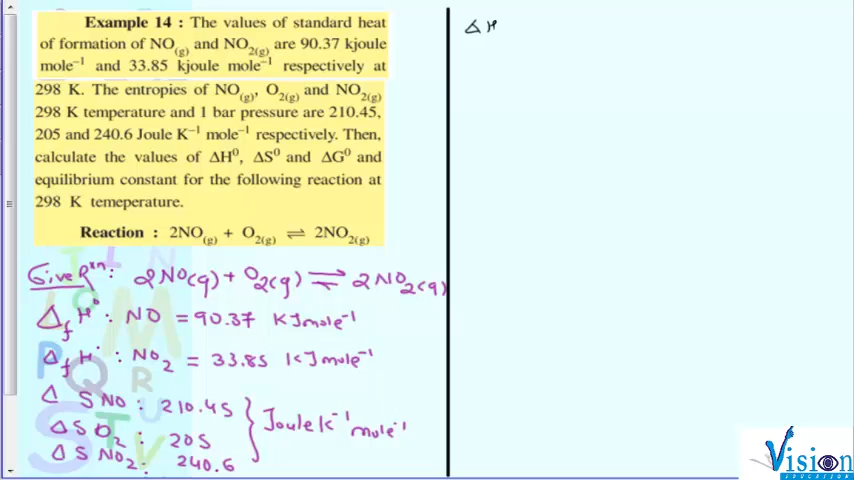 Example 14 : The values of standard heat
of formation of NO(g) and NO2(g) are 90.37 kjoule
mole⁻¹ and 33.85 kjoule mole⁻¹ respectively at
298 K. The entropies of NO(g), O2(g) and NO2(g)
298 K temperature and 1 bar pressure are 210.45,
205 and 240.6 Joule K⁻¹ mole⁻¹ respectively. Then,
calculate the values of ΔH⁰, ΔS⁰ and ΔG⁰ and
equilibrium constant for the following reaction at
298 K temeperature.
Reaction : 2NO(g) + O2(g) ⇌ 2NO2(g)
Give Rxn : 2NO(g) + O2(g) ⇌ 2NO2(g)
ΔfH° : NO = 90.37 KJmole⁻¹
ΔfH° : NO2 = 33.85 KJmole⁻¹
Δ S NO : 210.45
ΔS O2 : 205
ΔS NO2 : 240.6
Joule K⁻¹ mole⁻¹
ΔH
Vision
EDUCATION